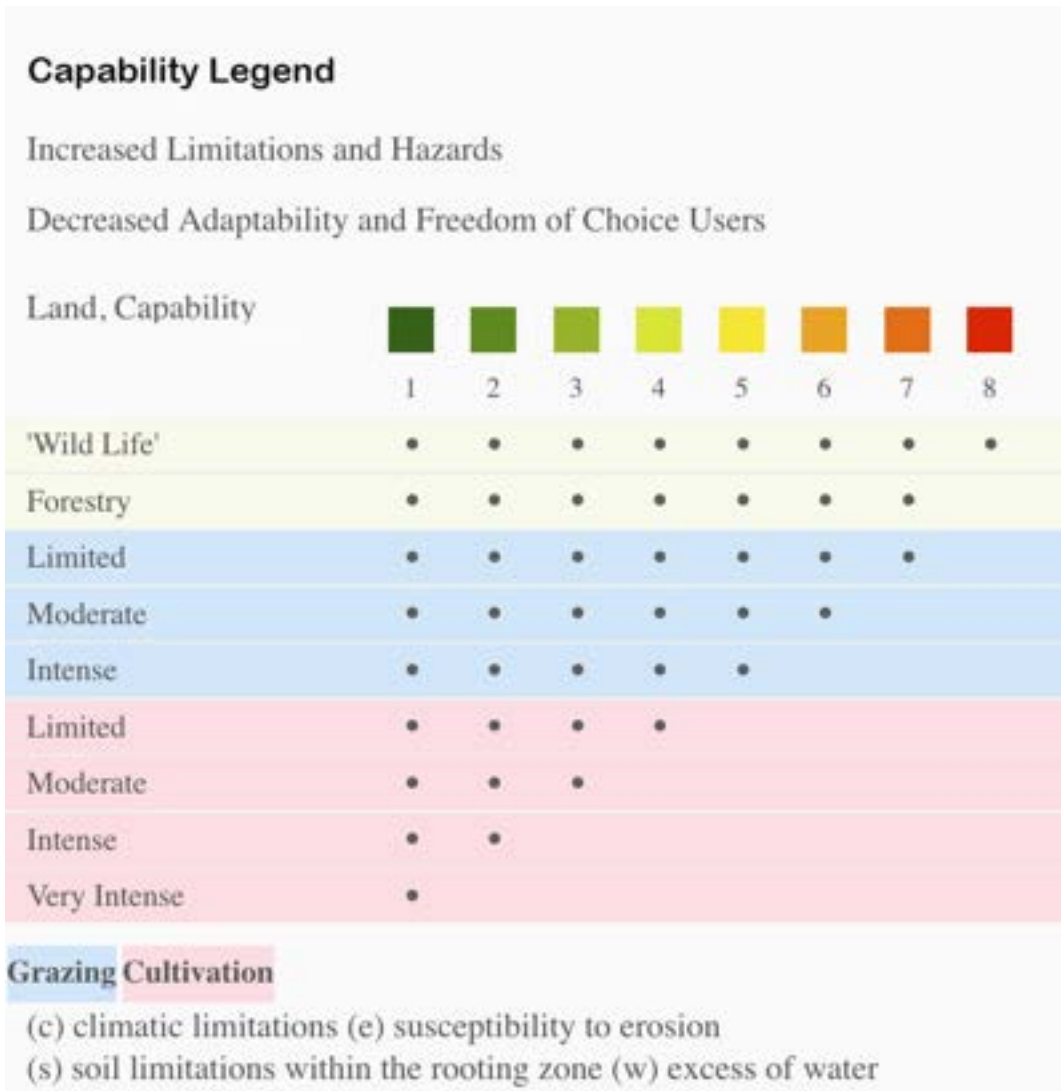 Capability Legend
Increased Limitations and Hazards
Decreased Adaptability and Freedom of Choice Users
Land, Capability
1 2 3 4 5 6 7 8
'Wild Life' • • • • • • • •
Forestry • • • • • • •
Limited • • • • • • •
Moderate • • • • • •
Intense • • • • •
Limited • • • •
Moderate • • •
Intense • •
Very Intense •
Grazing Cultivation
(c) climatic limitations (e) susceptibility to erosion
(s) soil limitations within the rooting zone (w) excess of water